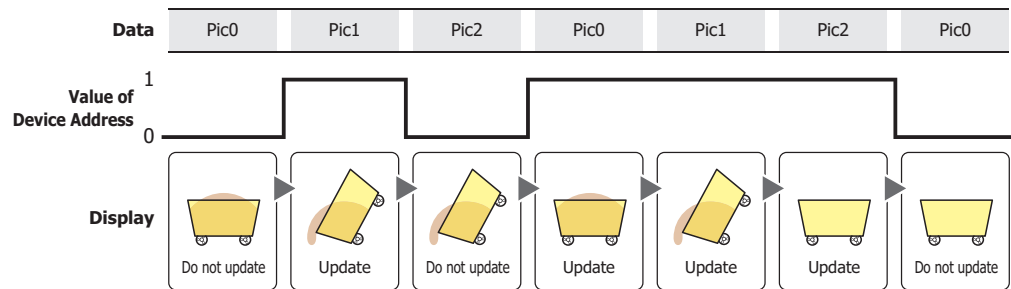 Data Pic0 Pic1 Pic2 Pic0 Pic1 Pic2 Pic0
1
Value of
Device Address
0
Display
Do not update Update Do not update Update Update Update Do not update